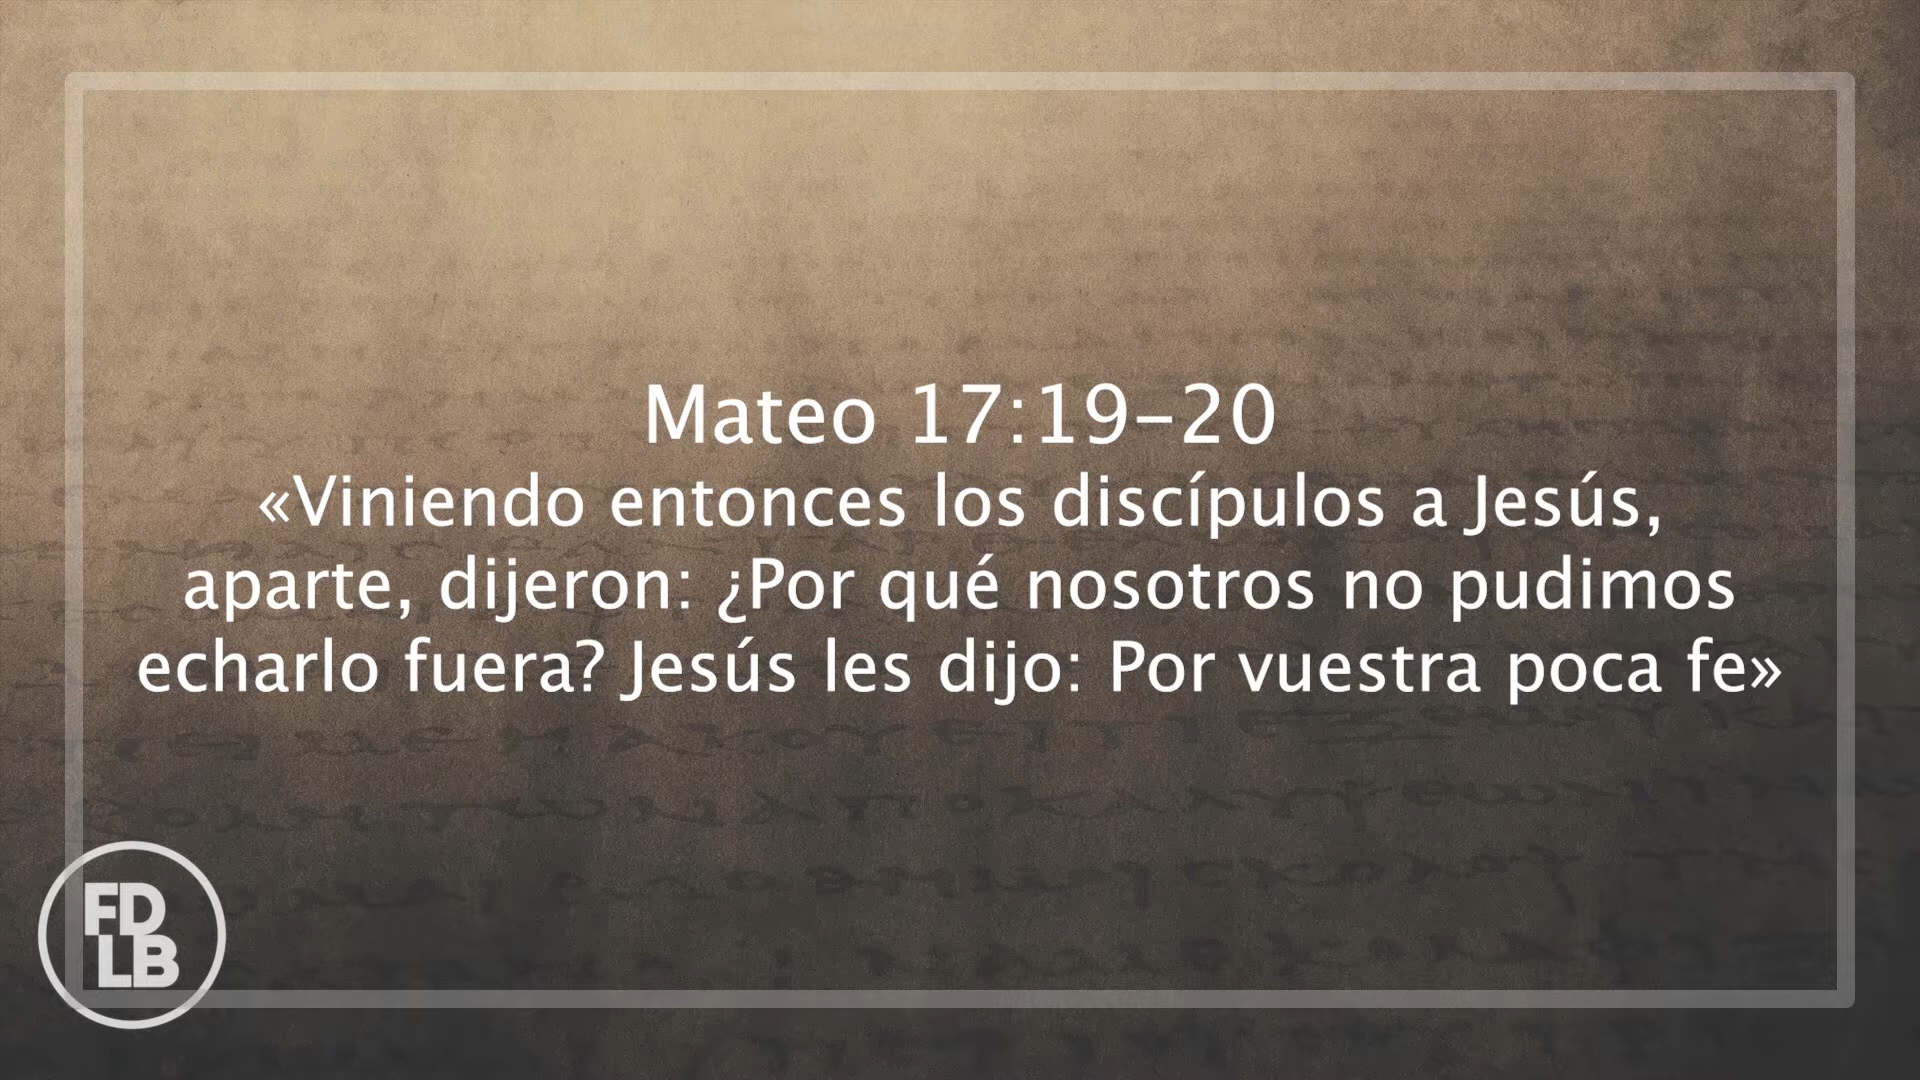 Mateo 17:19-20
«Viniendo entonces los discípulos a Jesús,
aparte, dijeron: ¿Por qué nosotros no pudimos
echarlo fuera? Jesús les dijo: Por vuestra poca fe»
FD
LB